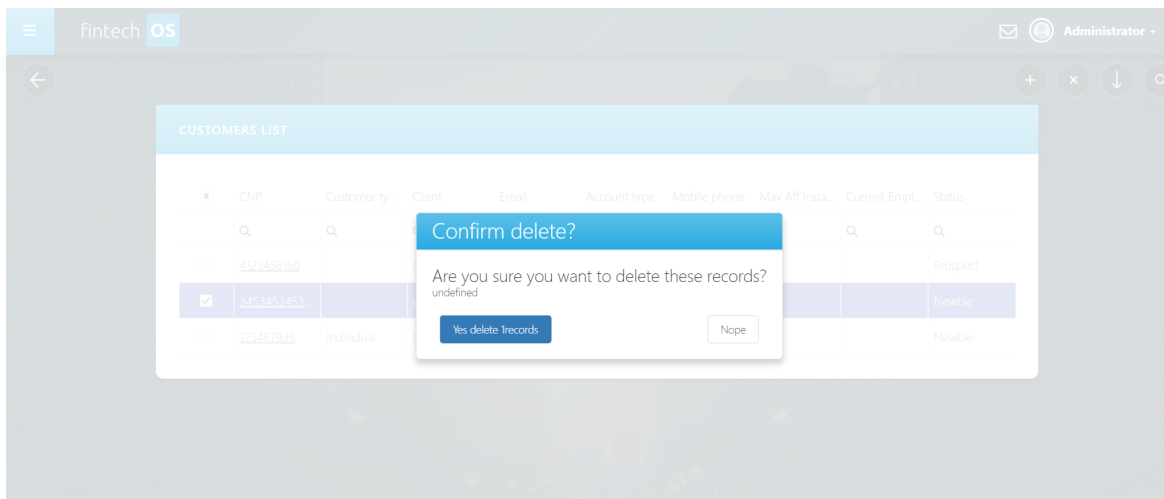 fintech OS
Administrator
CUSTOMERS LIST
CNP Customer ty... Client Email Account type Mobile phone Max Aff Insta... Current Empl... Status
4123456160 Prospect
3453453453... Newbie
125487935 Individual Newbie
Confirm delete?
Are you sure you want to delete these records?
undefined
Yes delete 1records Nope